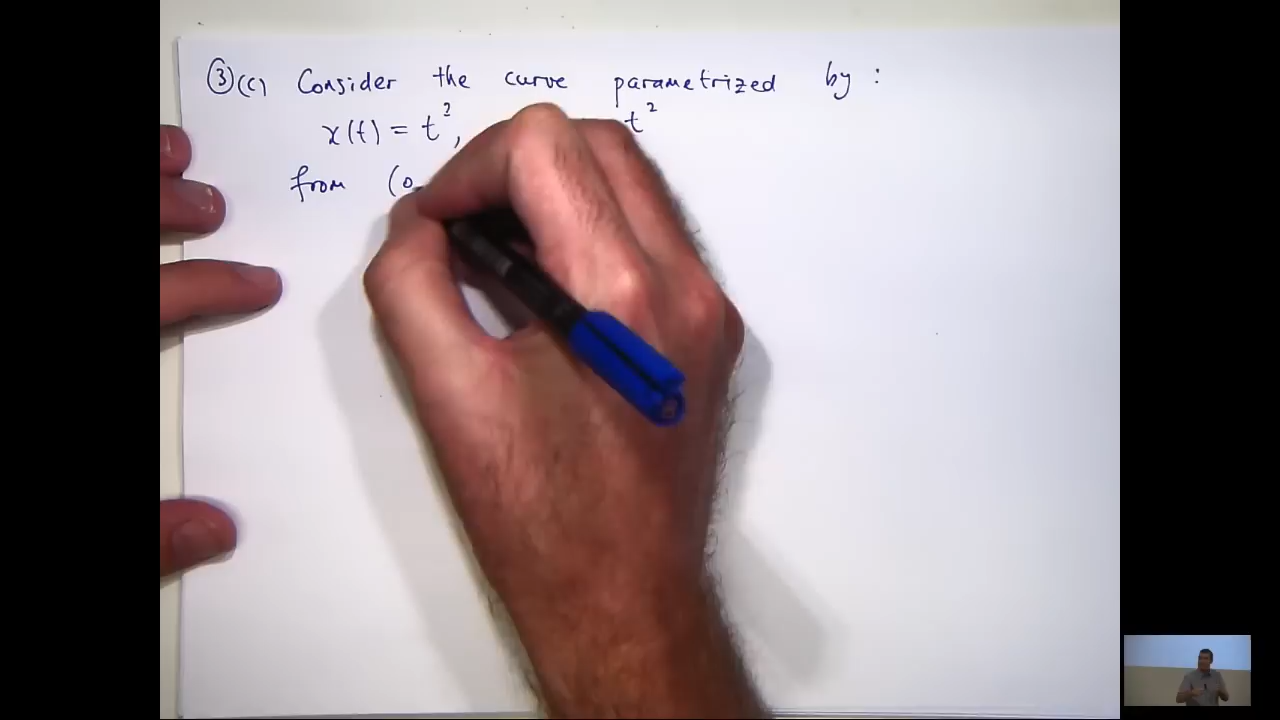 ③(c) Consider the curve parametrized by :
x(t) = t², t²
from (0